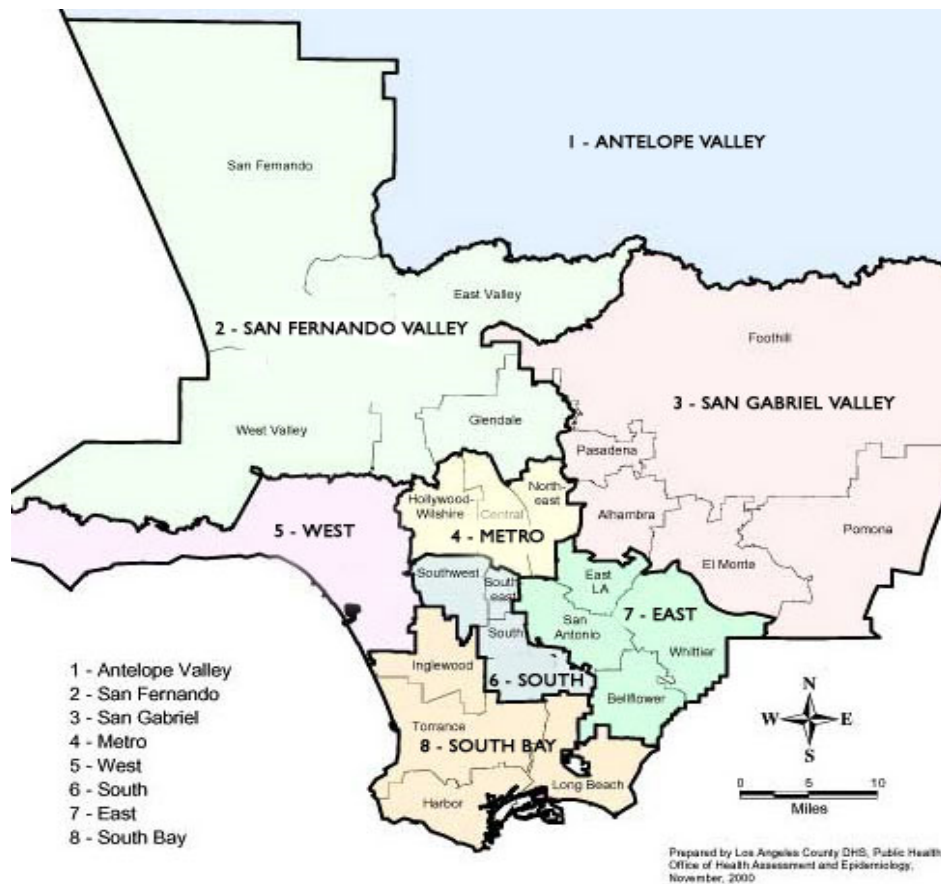 1 - ANTELOPE VALLEY
San Fernando
East Valley
2 - SAN FERNANDO VALLEY
Foothill
3 - SAN GABRIEL VALLEY
West Valley
Glendale
Pasadena
Hollywood-
Wilshire
Central
North-
east
5 - WEST
4 - METRO
Alhambra
Pomona
El Monte
Southwest
South-
east
East
LA
7 - EAST
San
Antonio
South
Whittier
Inglewood
6 - SOUTH
Bellflower
Torrance
8 - SOUTH BAY
Long Beach
Harbor
1 - Antelope Valley
2 - San Fernando
3 - San Gabriel
4 - Metro
5 - West
6 - South
7 - East
8 - South Bay
N
W E
S
0 5 10
Miles
Prepared by Los Angeles County DHS, Public Health
Office of Health Assessment and Epidemiology,
November, 2000